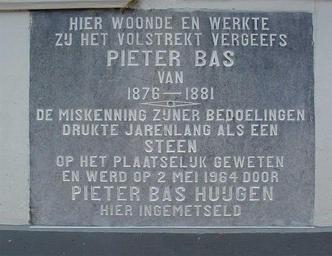 HIER WOONDE EN WERKTE
ZIJ HET VOLSTREKT VERGEEFS
PIETER BAS
VAN
1876 — 1881
DE MISKENNING ZIJNER BEDOELINGEN
DRUKTE JARENLANG ALS EEN
STEEN
OP HET PLAATSELIJK GEWETEN
EN WERD OP 2 MEI 1964 DOOR
PIETER BAS HUIJGEN
HIER INGEMETSELD